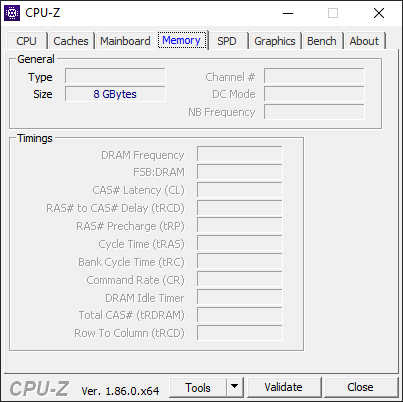 CPU-Z
CPU Caches Mainboard Memory SPD Graphics Bench About
General
Type Channel #
Size 8 GBytes DC Mode
NB Frequency
Timings
DRAM Frequency
FSB:DRAM
CAS# Latency (CL)
RAS# to CAS# Delay (tRCD)
RAS# Precharge (tRP)
Cycle Time (tRAS)
Bank Cycle Time (tRC)
Command Rate (CR)
DRAM Idle Timer
Total CAS# (tRDRAM)
Row To Column (tRCD)
CPU-Z Ver. 1.86.0.x64 Tools Validate Close